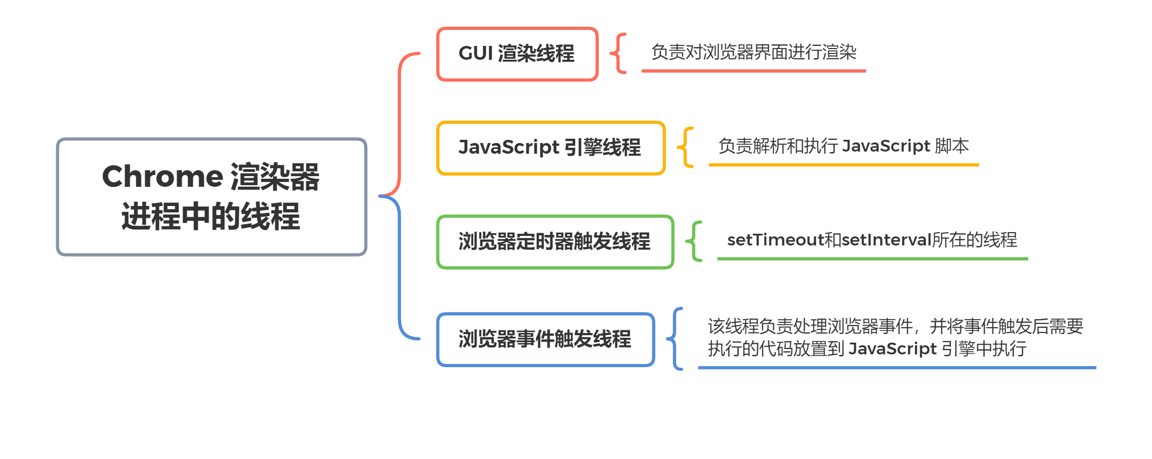 Chrome 渲染器
进程中的线程
GUI 渲染线程
负责对浏览器界面进行渲染
JavaScript 引擎线程
负责解析和执行 JavaScript 脚本
浏览器定时器触发线程
setTimeout和setInterval所在的线程
浏览器事件触发线程
该线程负责处理浏览器事件，并将事件触发后需要
执行的代码放置到 JavaScript 引擎中执行